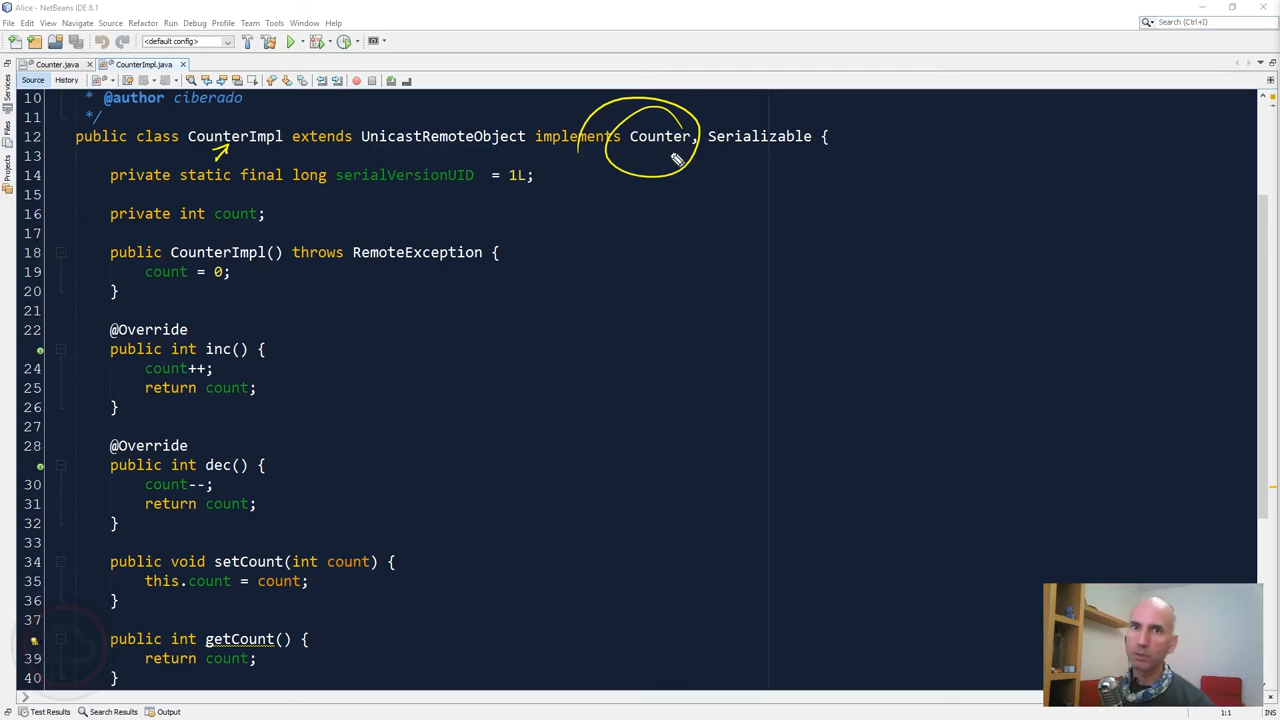 Alice - NetBeans IDE 8.1
File Edit View Navigate Source Refactor Run Debug Profile Team Tools Window Help
<default config>
Search (Ctrl+I)
Counter.java CounterImpl.java
Source History
10 * @author ciberado
11 */
12 public class CounterImpl extends UnicastRemoteObject implements Counter, Serializable {
13
14 private static final long serialVersionUID = 1L;
15
16 private int count;
17
18 public CounterImpl() throws RemoteException {
19 count = 0;
20 }
21
22 @Override
public int inc() {
24 count++;
25 return count;
26 }
27
28 @Override
public int dec() {
30 count--;
31 return count;
32 }
33
34 public void setCount(int count) {
35 this.count = count;
36 }
37
public int getCount() {
39 return count;
40 }
Services
Files
Projects
Test Results Search Results Output
1:1 INS